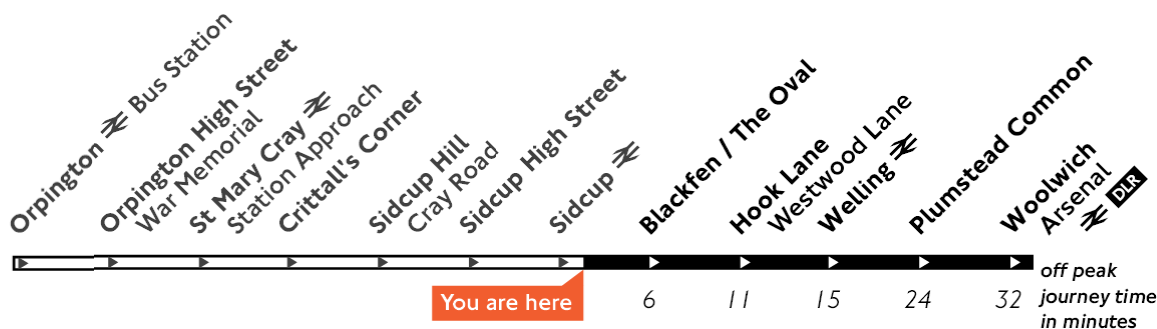 Orpington Bus Station
Orpington High Street
War Memorial
St Mary Cray
Station Approach
Crittall's Corner
Sidcup Hill
Cray Road
Sidcup High Street
Sidcup
Blackfen / The Oval
Hook Lane
Westwood Lane
Welling
Plumstead Common
Woolwich
Arsenal
DLR
You are here
6 11 15 24 32
off peak
journey time
in minutes